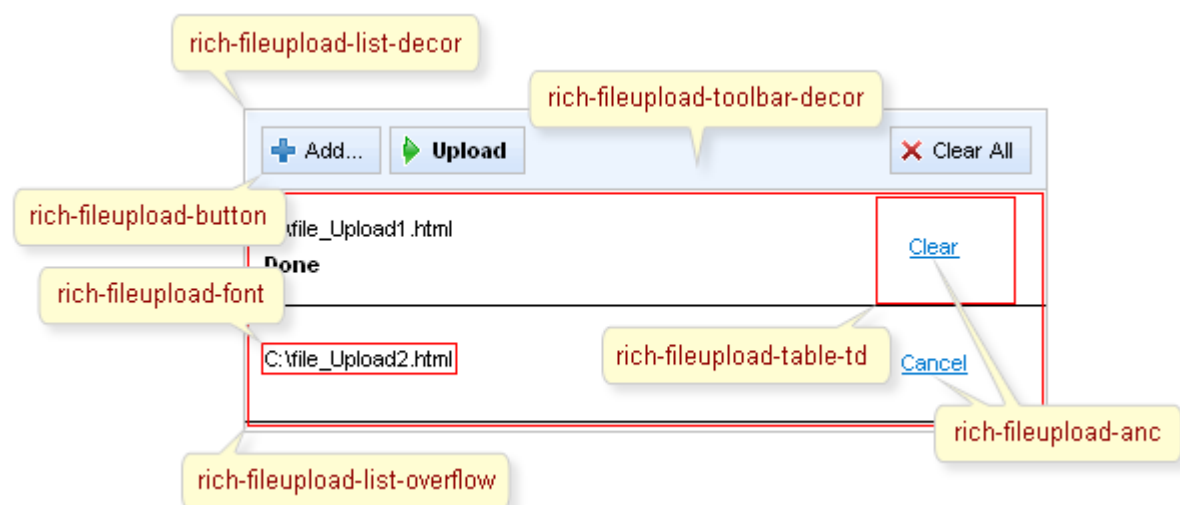 rich-fileupload-list-decor
rich-fileupload-toolbar-decor
Add... Upload Clear All
rich-fileupload-button
\file_Upload1.html
Clear
Done
rich-fileupload-font
rich-fileupload-table-td
C:\file_Upload2.html
Cancel
rich-fileupload-anc
rich-fileupload-list-overflow